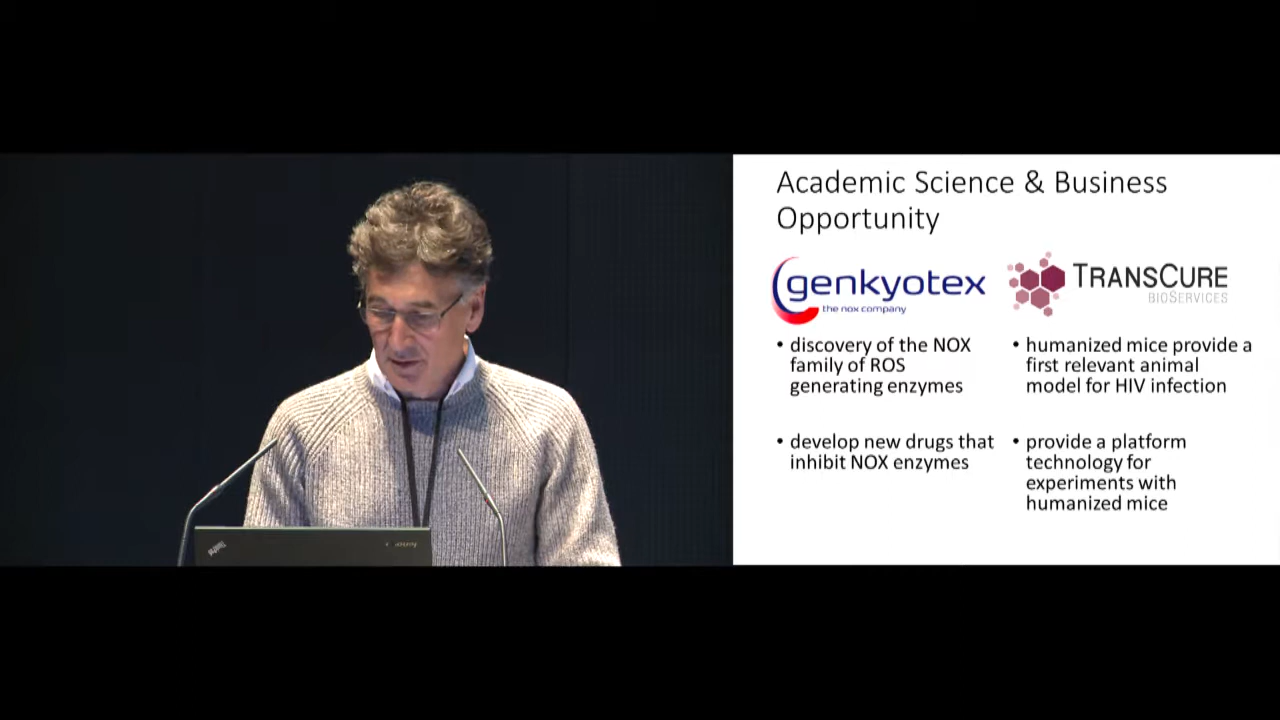 Academic Science & Business
Opportunity
genkyotex
the nox company
TRANSCURE
BIOSERVICES
• discovery of the NOX
family of ROS
generating enzymes
• develop new drugs that
inhibit NOX enzymes
• humanized mice provide a
first relevant animal
model for HIV infection
• provide a platform
technology for
experiments with
humanized mice
ThinkPad
lenovo